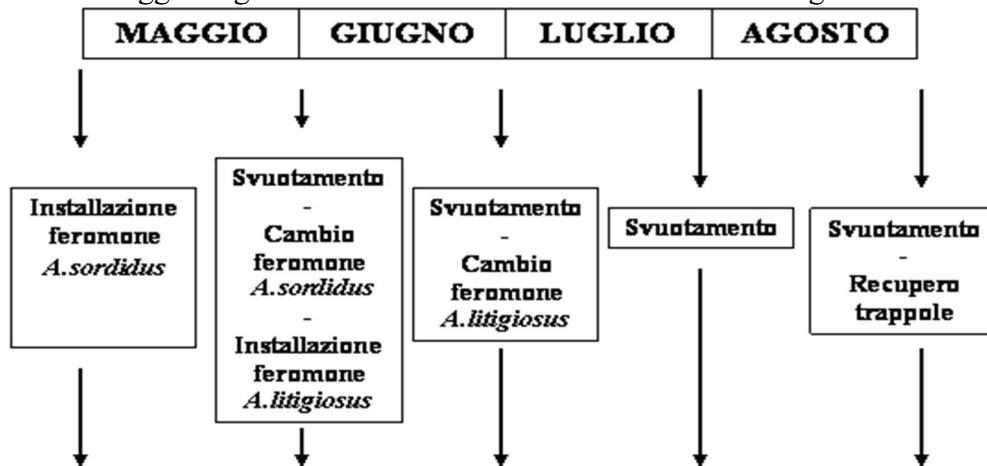 MAGGIO GIUGNO LUGLIO AGOSTO
Installazione
feromone
A.sordidus
Svuotamento
-
Cambio
feromone
A.sordidus
-
Installazione
feromone
A.litigiosus
Svuotamento
-
Cambio
feromone
A.litigiosus
Svuotamento
Svuotamento
-
Recupero
trappole